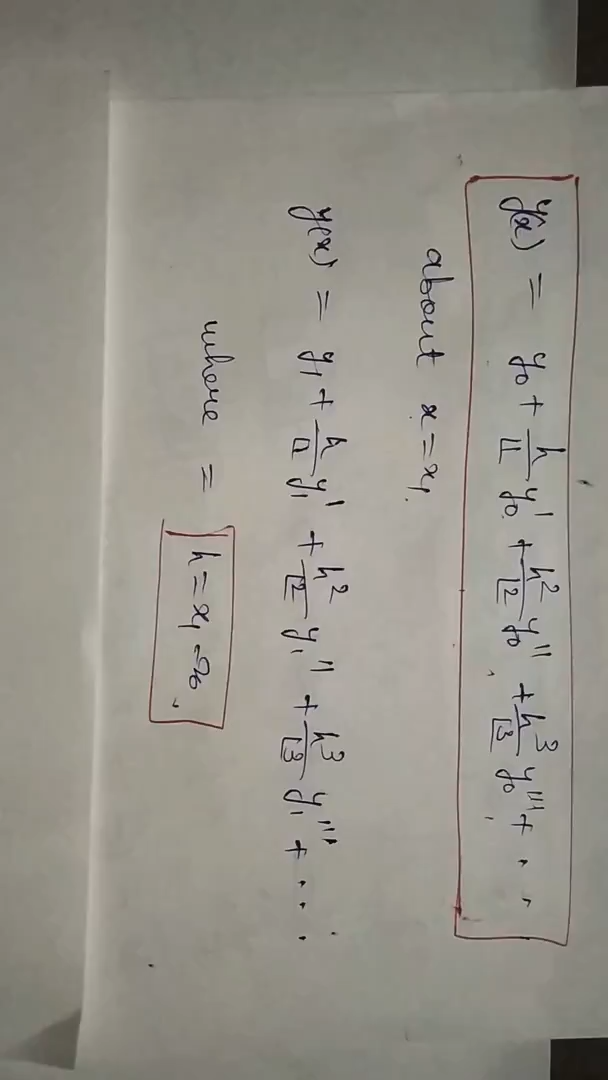 y(x) = y₀ + h/∟1 y₀' + h²/∟2 y₀'' + h³/∟3 y₀''' + . .
about x = x₁.
y(x) = y₁ + h/∟1 y₁' + h²/∟2 y₁'' + h³/∟3 y₁''' + . . .
where = h = x₁ - x₀.